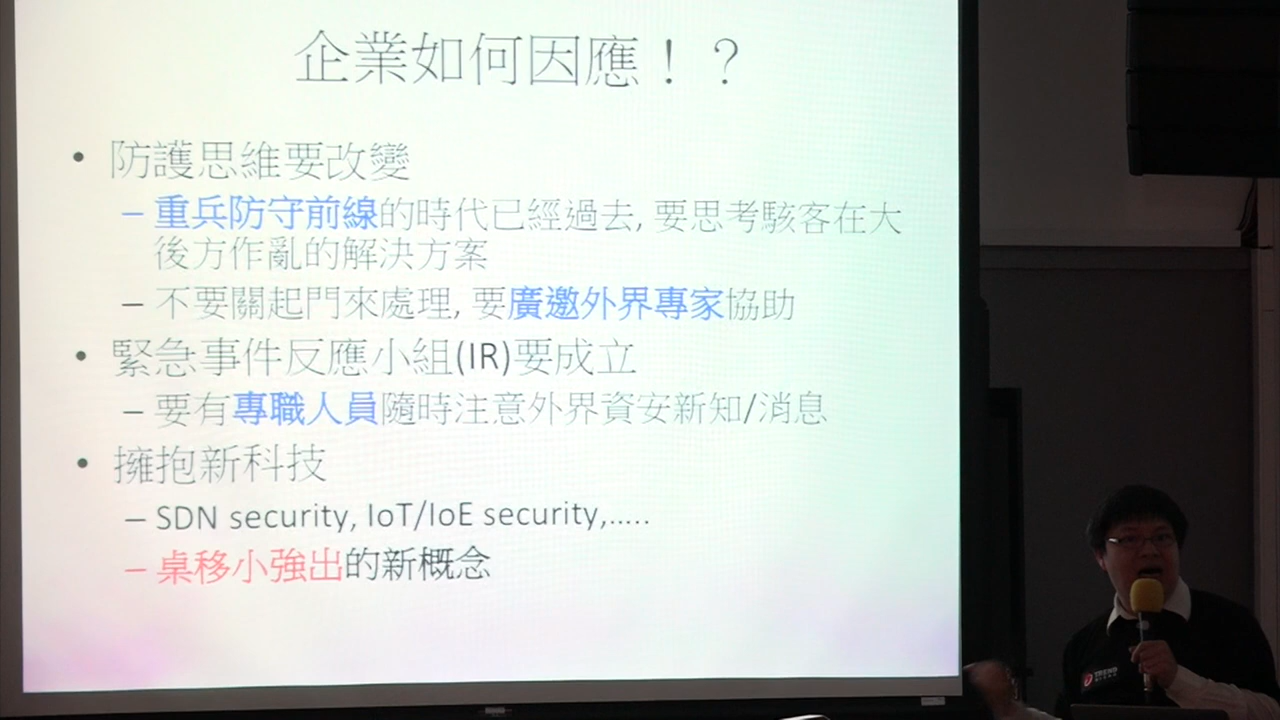 企業如何因應！？
• 防護思維要改變
– 重兵防守前線的時代已經過去, 要思考駭客在大
後方作亂的解決方案
– 不要關起門來處理, 要廣邀外界專家協助
• 緊急事件反應小組(IR)要成立
– 要有專職人員隨時注意外界資安新知/消息
• 擁抱新科技
– SDN security, IoT/IoE security,.....
– 桌移小強出的新概念
TREND